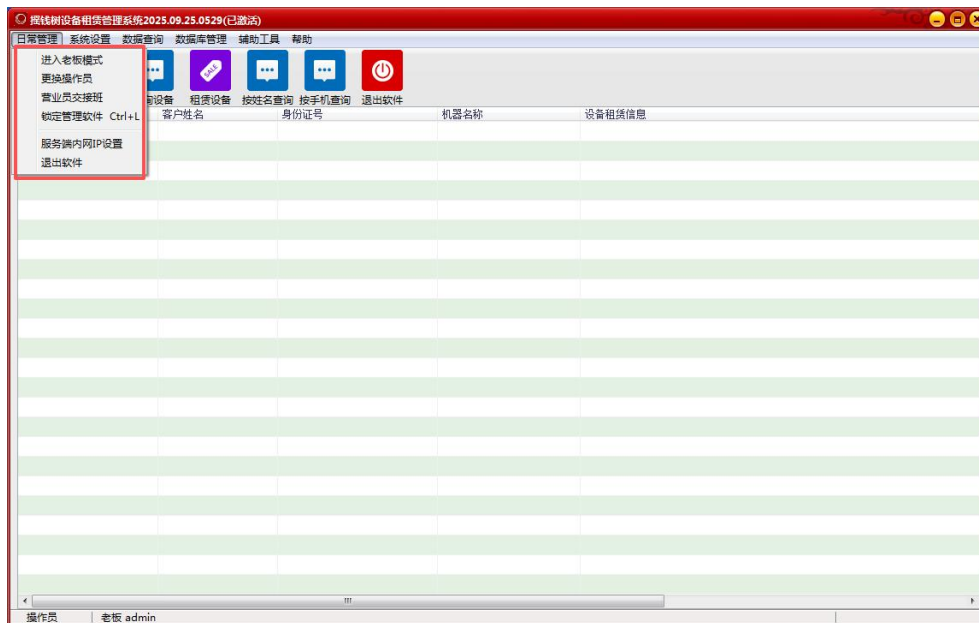 摇钱树设备租赁管理系统2025.09.25.0529(已激活)
日常管理 系统设置 数据查询 数据库管理 辅助工具 帮助
进入老板模式
更换操作员
营业员交接班
锁定管理软件 Ctrl+L
服务端内网IP设置
退出软件
SALE
询设备 租赁设备 按姓名查询 按手机查询 退出软件
客户姓名 身份证号 机器名称 设备租赁信息
操作员 老板 admin